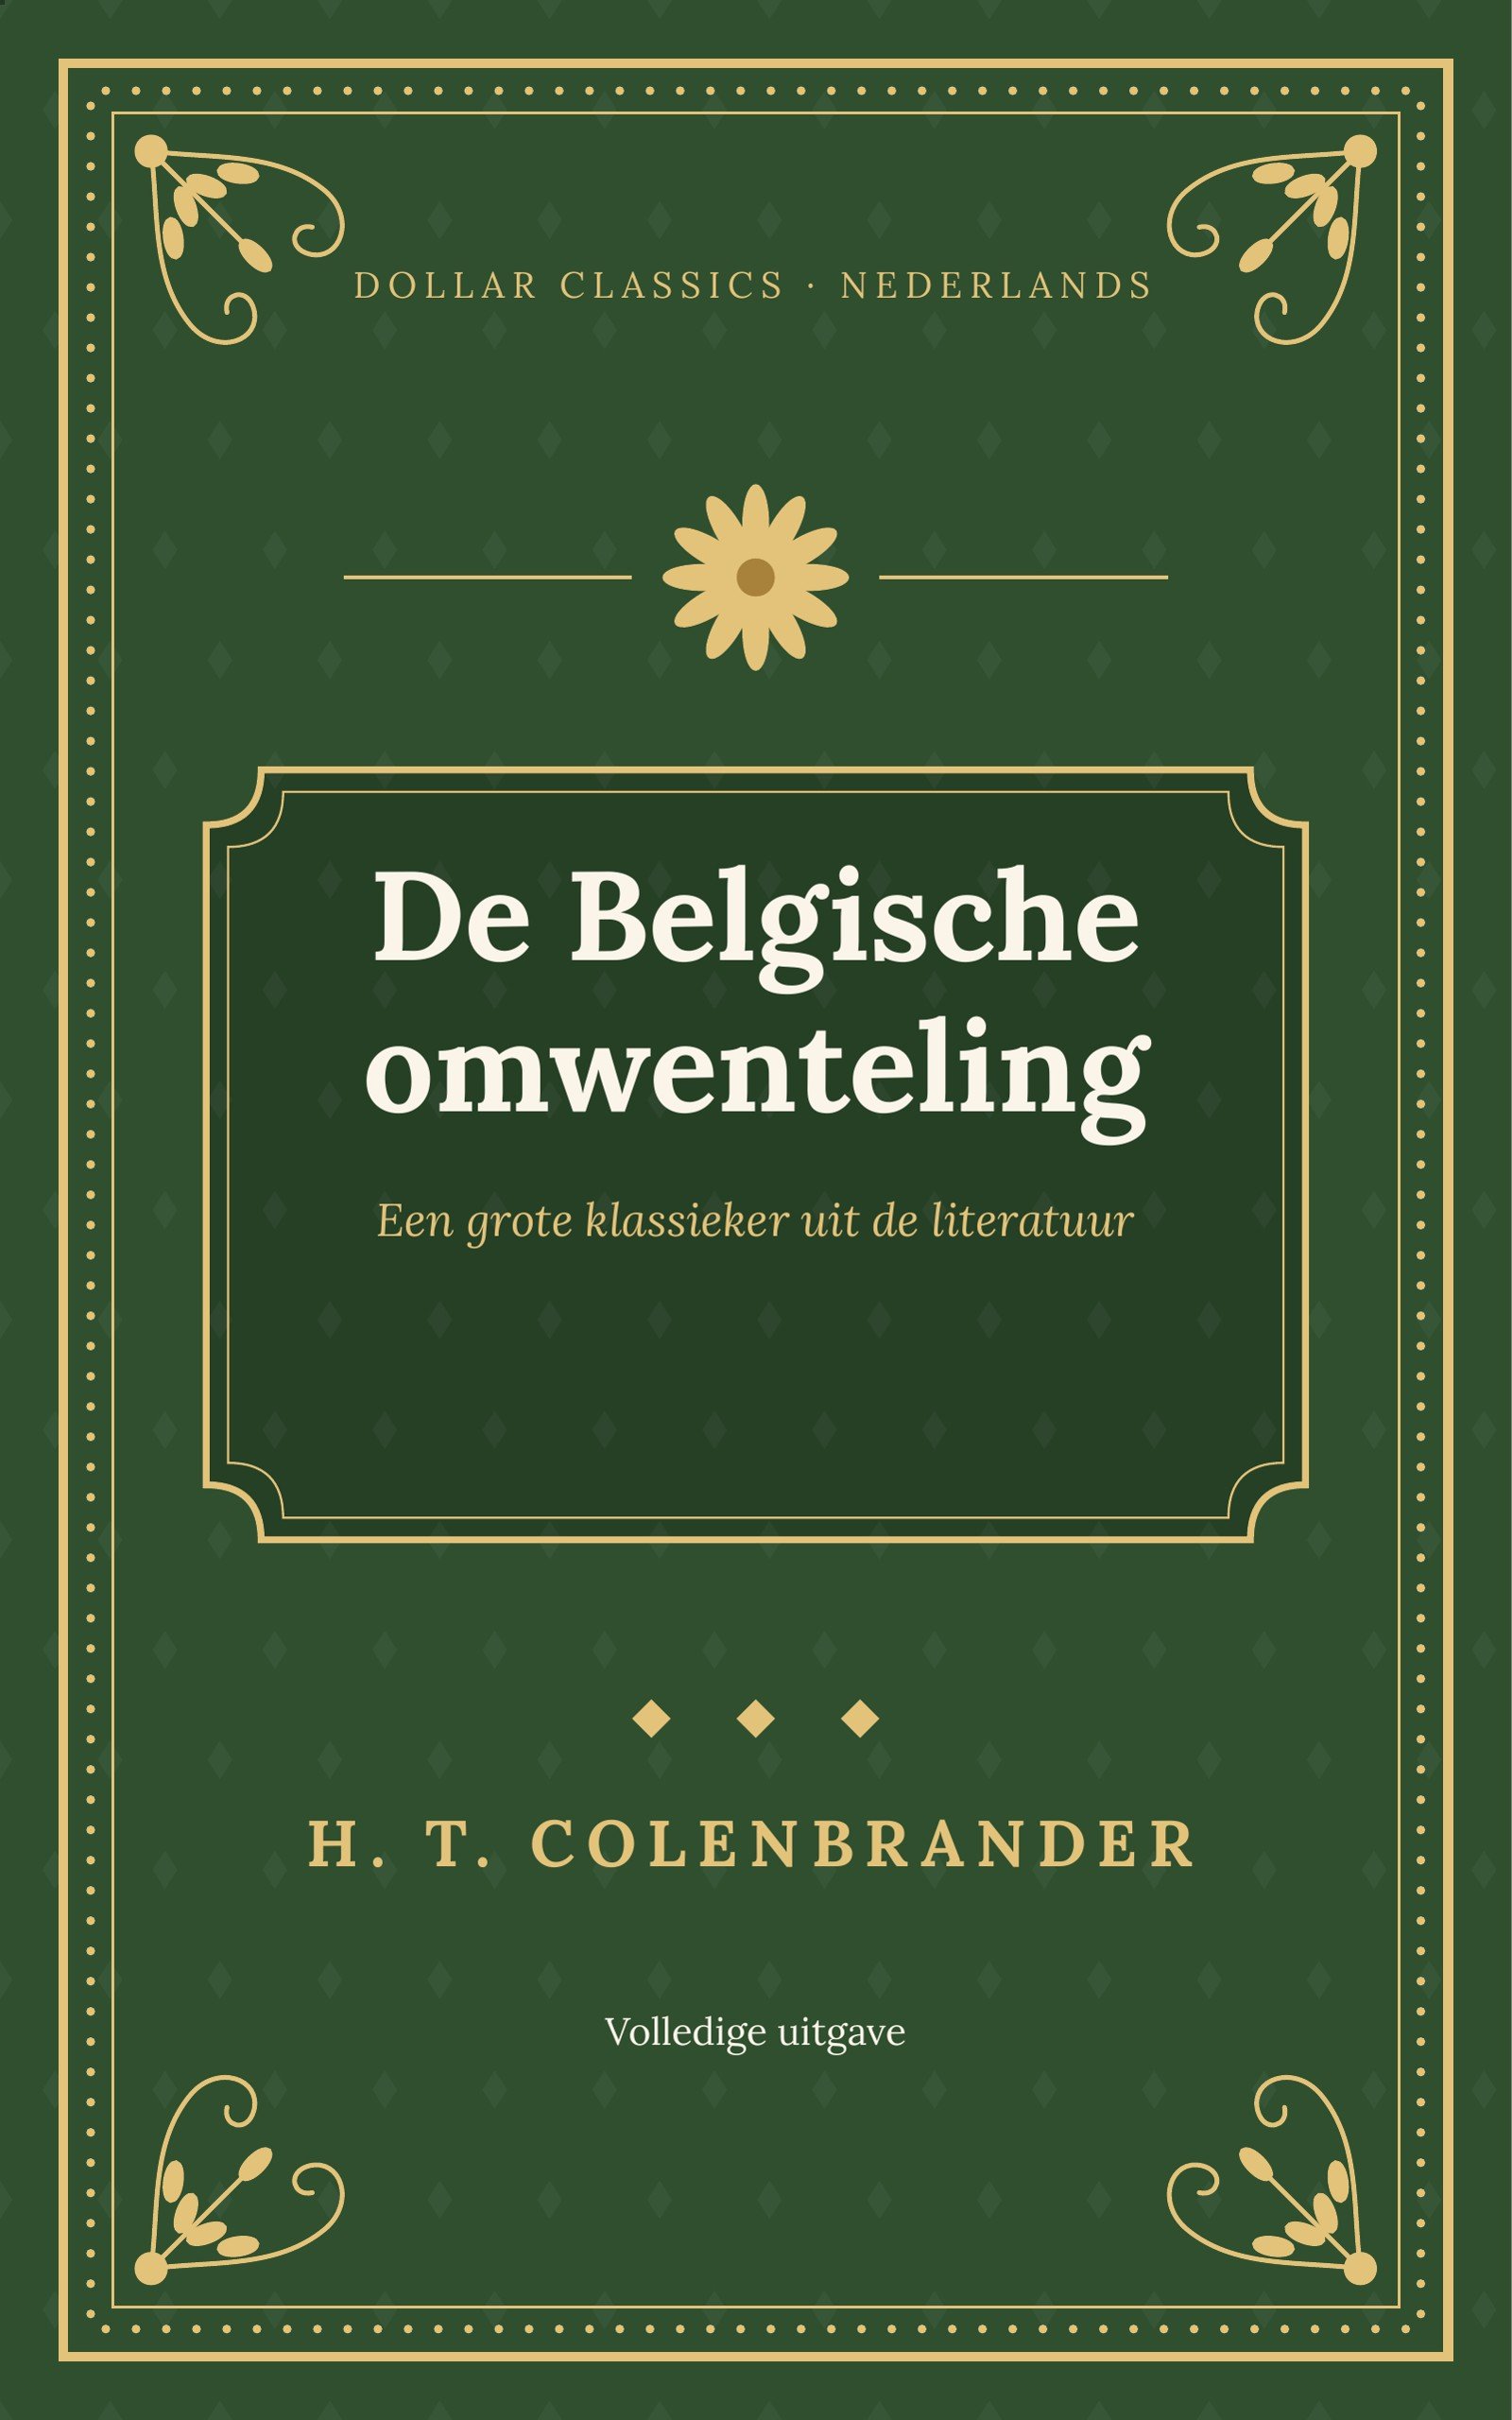 DOLLAR CLASSICS · NEDERLANDS
De Belgische
omwenteling
Een grote klassieker uit de literatuur
H. T. COLENBRANDER
Volledige uitgave